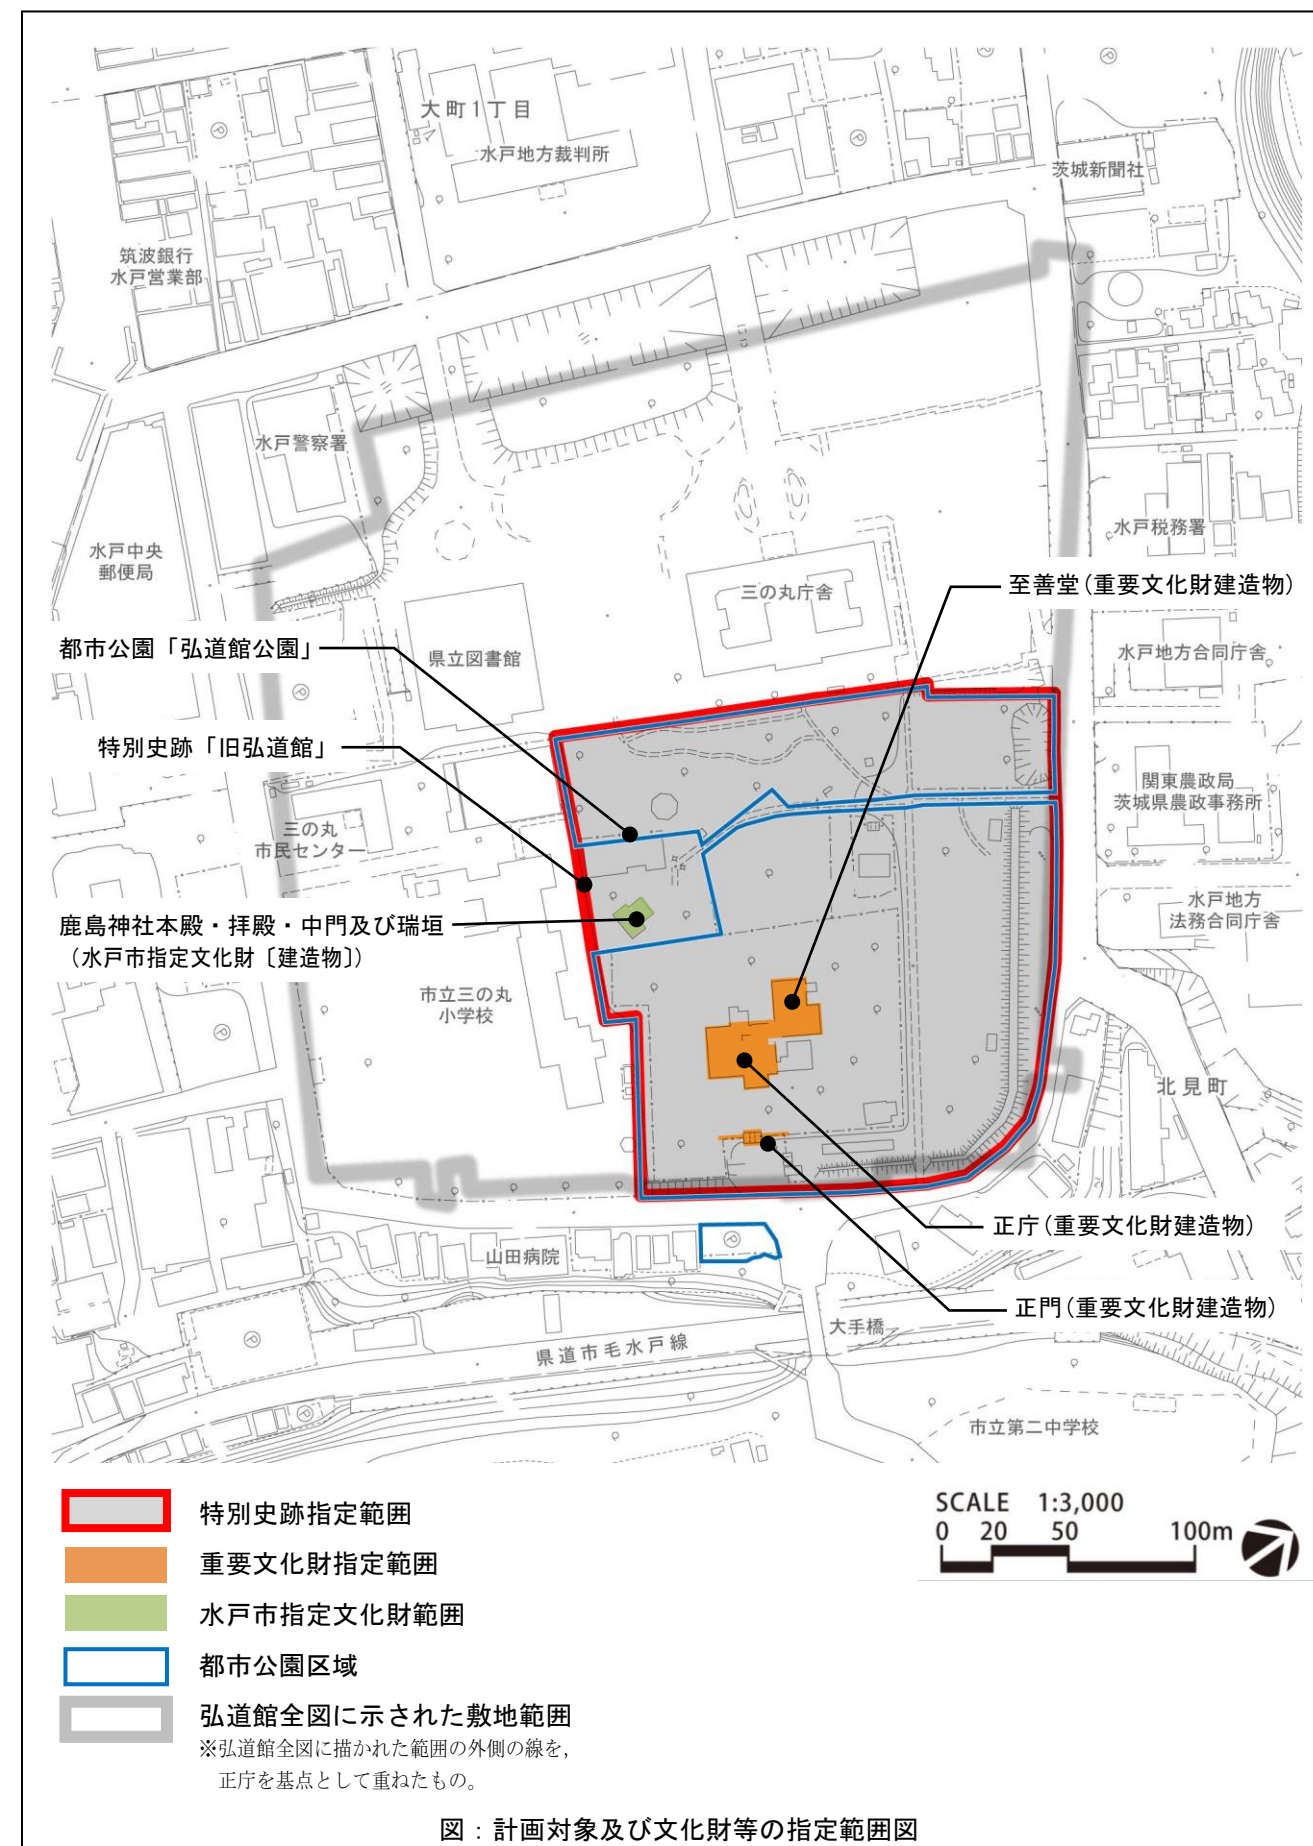 大町1丁目
水戸地方裁判所
茨城新聞社
筑波銀行
水戸営業部
水戸警察署
水戸中央
郵便局
水戸税務署
至善堂(重要文化財建造物)
三の丸庁舎
都市公園「弘道館公園」
県立図書館
水戸地方合同庁舎
特別史跡「旧弘道館」
関東農政局
茨城県農政事務所
三の丸
市民センター
鹿島神社本殿・拝殿・中門及び瑞垣
(水戸市指定文化財〔建造物〕)
水戸地方
法務合同庁舎
市立三の丸
小学校
北見町
正庁(重要文化財建造物)
山田病院
正門(重要文化財建造物)
大手橋
県道市毛水戸線
市立第二中学校
特別史跡指定範囲
重要文化財指定範囲
水戸市指定文化財範囲
都市公園区域
弘道館全図に示された敷地範囲
※弘道館全図に描かれた範囲の外側の線を,
正庁を基点として重ねたもの。
SCALE 1:3,000
0 20 50 100m
図：計画対象及び文化財等の指定範囲図